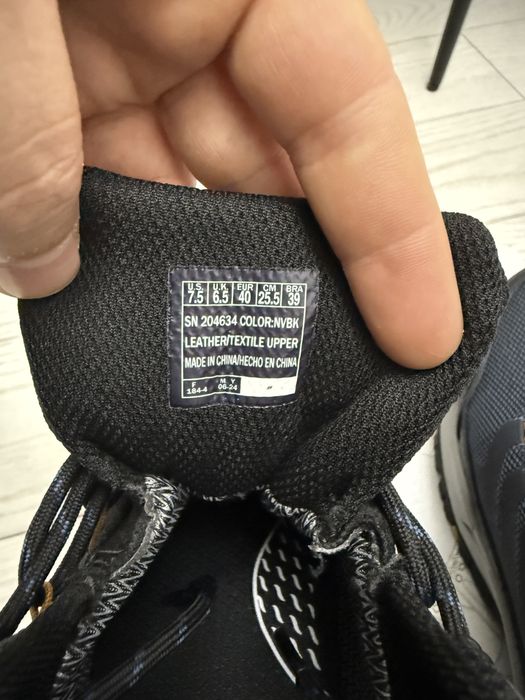 U.S. U.K. EUR CM BRA
7.5 6.5 40 25.5 39
SN 204634 COLOR:NVBK
LEATHER/TEXTILE UPPER
MADE IN CHINA/HECHO EN CHINA
F M Y
184-4 06-24